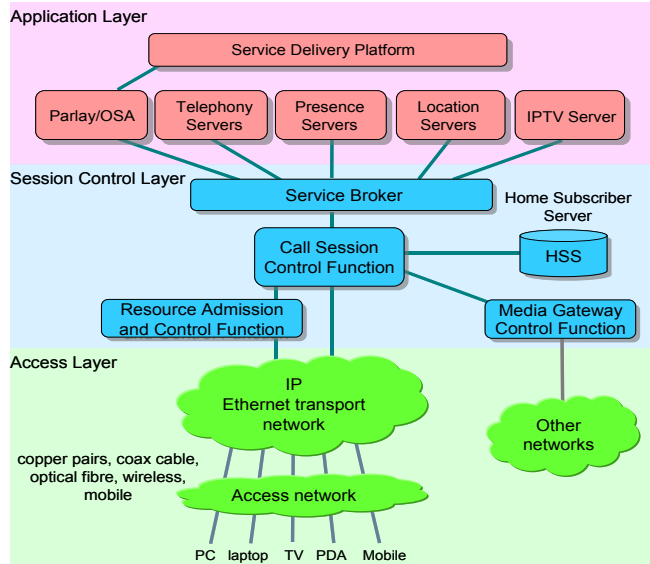 Application Layer
Service Delivery Platform
Parlay/OSA
Telephony
Servers
Presence
Servers
Location
Servers
IPTV Server
Session Control Layer
Service Broker
Home Subscriber
Server
Call Session
Control Function
HSS
Resource Admission
and Control Function
Media Gateway
Control Function
Access Layer
IP
Ethernet transport
network
Other
networks
copper pairs, coax cable,
optical fibre, wireless,
mobile
Access network
PC laptop TV PDA Mobile